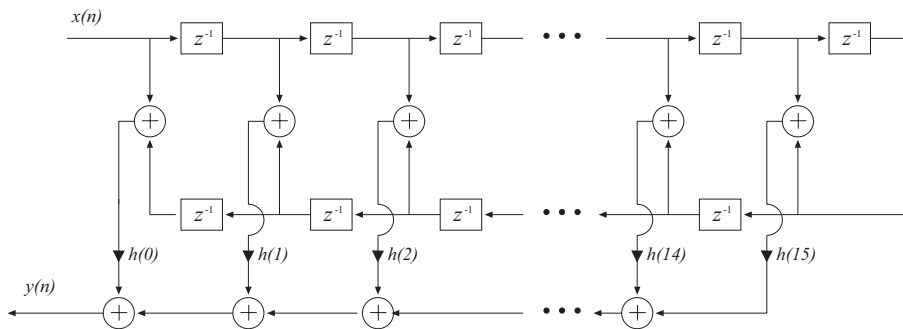 x(n)
z⁻¹ z⁻¹ z⁻¹ z⁻¹ z⁻¹
+ + + + +
z⁻¹ z⁻¹ z⁻¹ z⁻¹
h(0) h(1) h(2) h(14) h(15)
y(n)
+ + + +